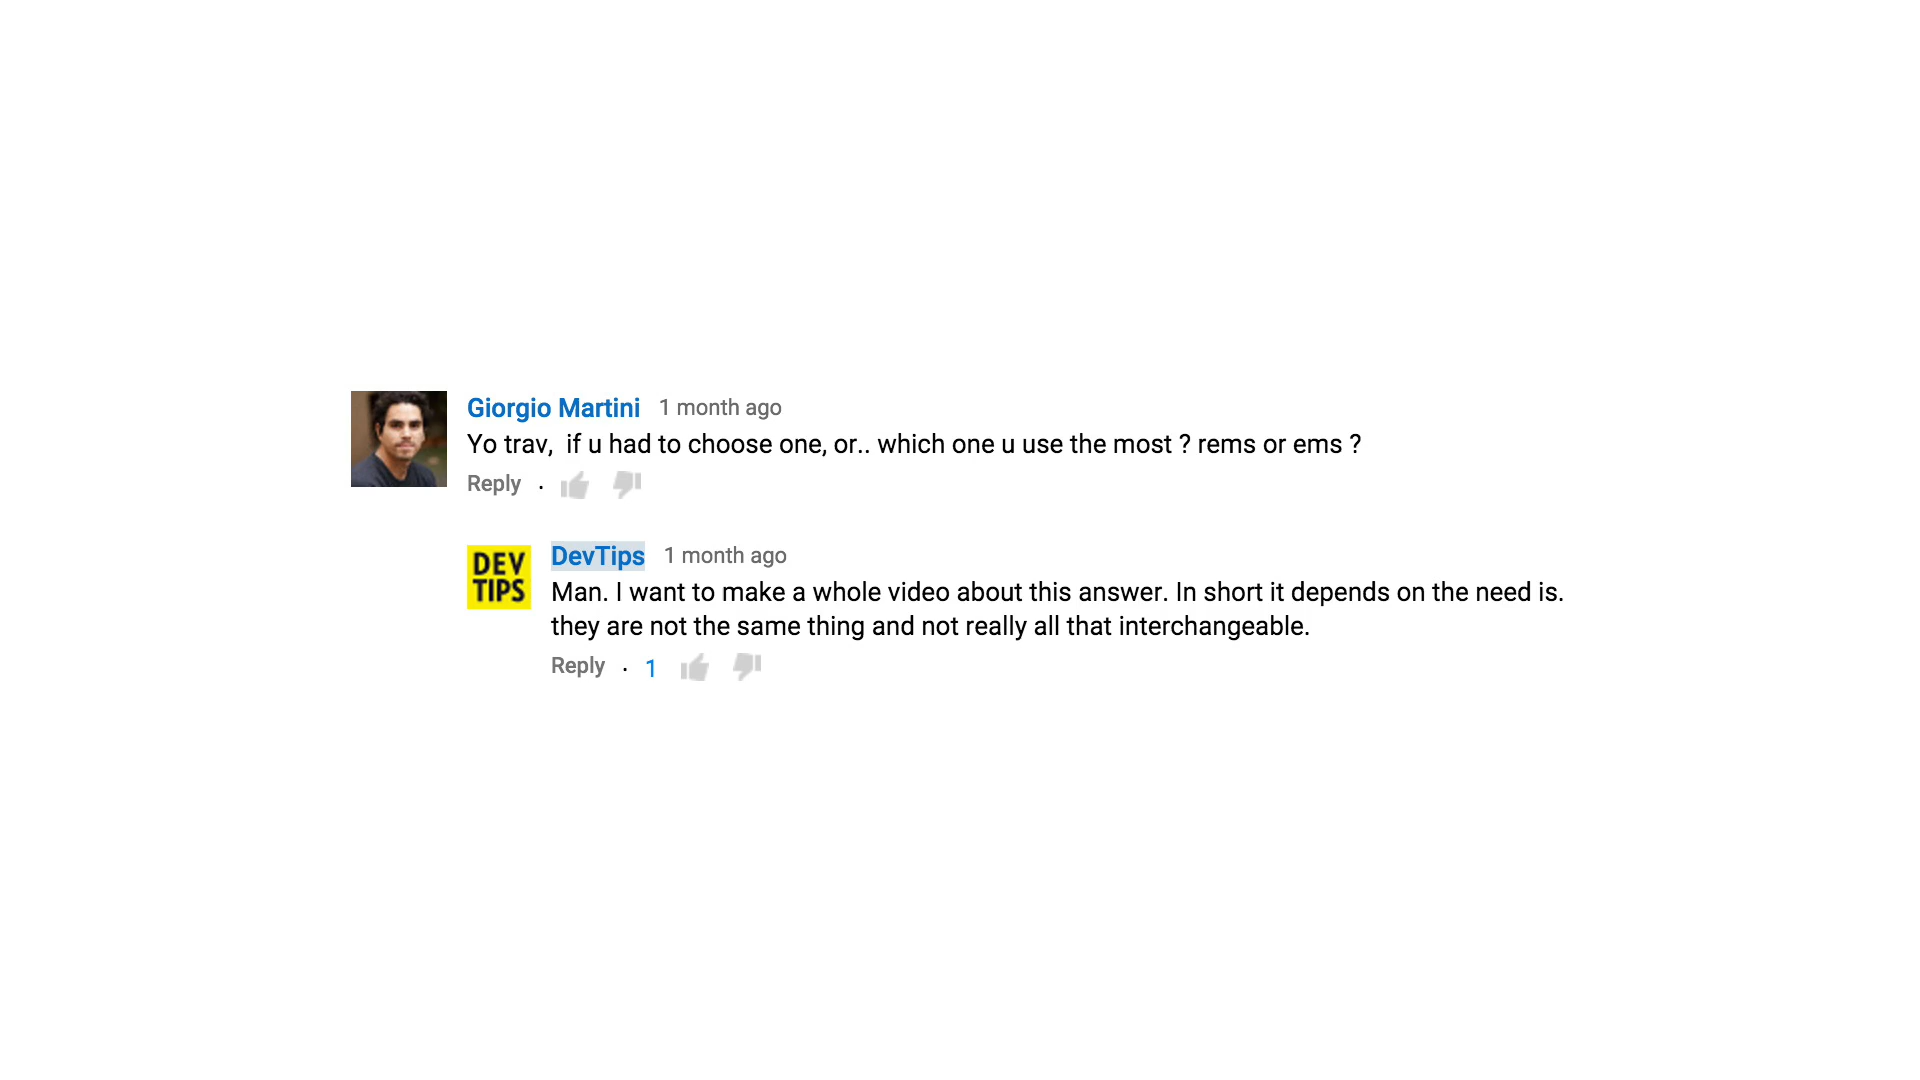 Giorgio Martini 1 month ago
Yo trav,  if u had to choose one, or.. which one u use the most ? rems or ems ?
Reply .
DEV
TIPS
DevTips 1 month ago
Man. I want to make a whole video about this answer. In short it depends on the need is.
they are not the same thing and not really all that interchangeable.
Reply . 1